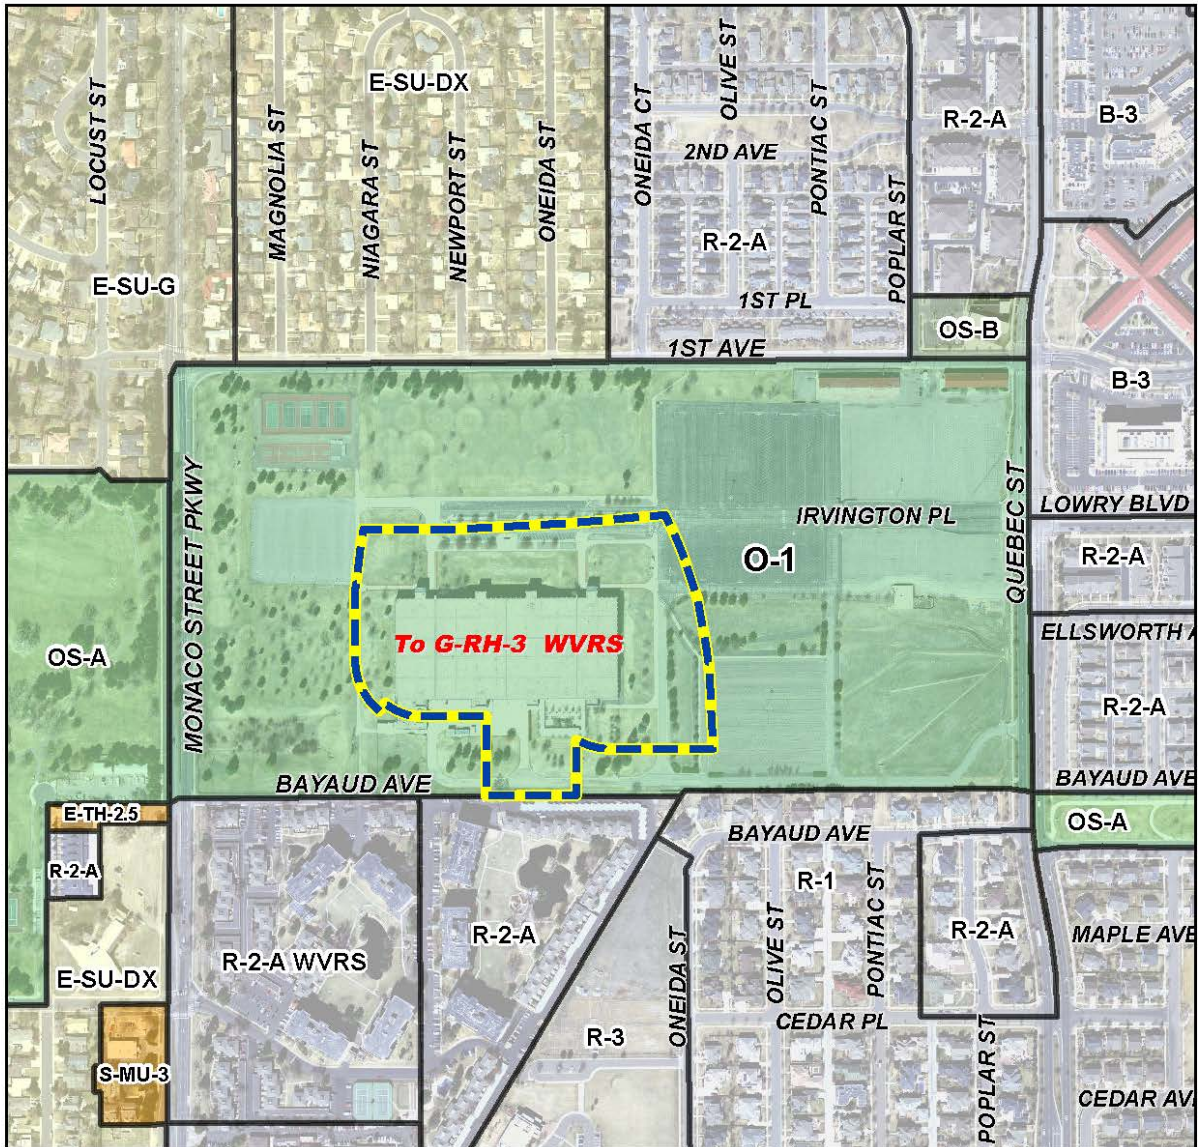 LOCUST ST
MAGNOLIA ST
NIAGARA ST
E-SU-DX
NEWPORT ST
ONEIDA ST
ONEIDA CT
OLIVE ST
PONTIAC ST
2ND AVE
R-2-A
B-3
POPLAR ST
R-2-A
E-SU-G
1ST PL
OS-B
1ST AVE
B-3
MONACO STREET PKWY
QUEBEC ST
LOWRY BLVD
IRVINGTON PL
O-1
R-2-A
To G-RH-3 WVRS
ELLSWORTH A
OS-A
R-2-A
BAYAUD AVE
BAYAUD AVE
E-TH-2.5
OS-A
BAYAUD AVE
R-2-A
R-1
PONTIAC ST
R-2-A
R-2-A
MAPLE AVE
R-2-A WVRS
OLIVE ST
ONEIDA ST
E-SU-DX
CEDAR PL
R-3
S-MU-3
POPLAR ST
CEDAR AV